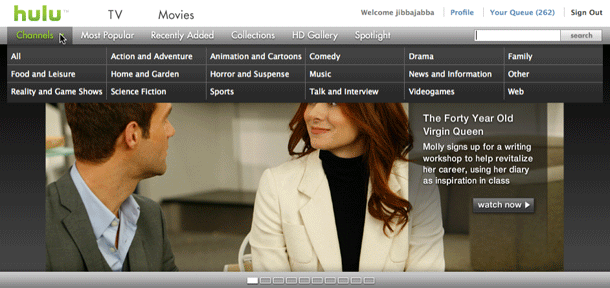 hulu™ TV Movies Welcome jibbajabba Profile Your Queue (262) Sign Out
Channels Most Popular Recently Added Collections HD Gallery Spotlight search
All Action and Adventure Animation and Cartoons Comedy Drama Family
Food and Leisure Home and Garden Horror and Suspense Music News and Information Other
Reality and Game Shows Science Fiction Sports Talk and Interview Videogames Web
The Forty Year Old
Virgin Queen
Molly signs up for a writing
workshop to help revitalize
her career, using her diary
as inspiration in class
watch now